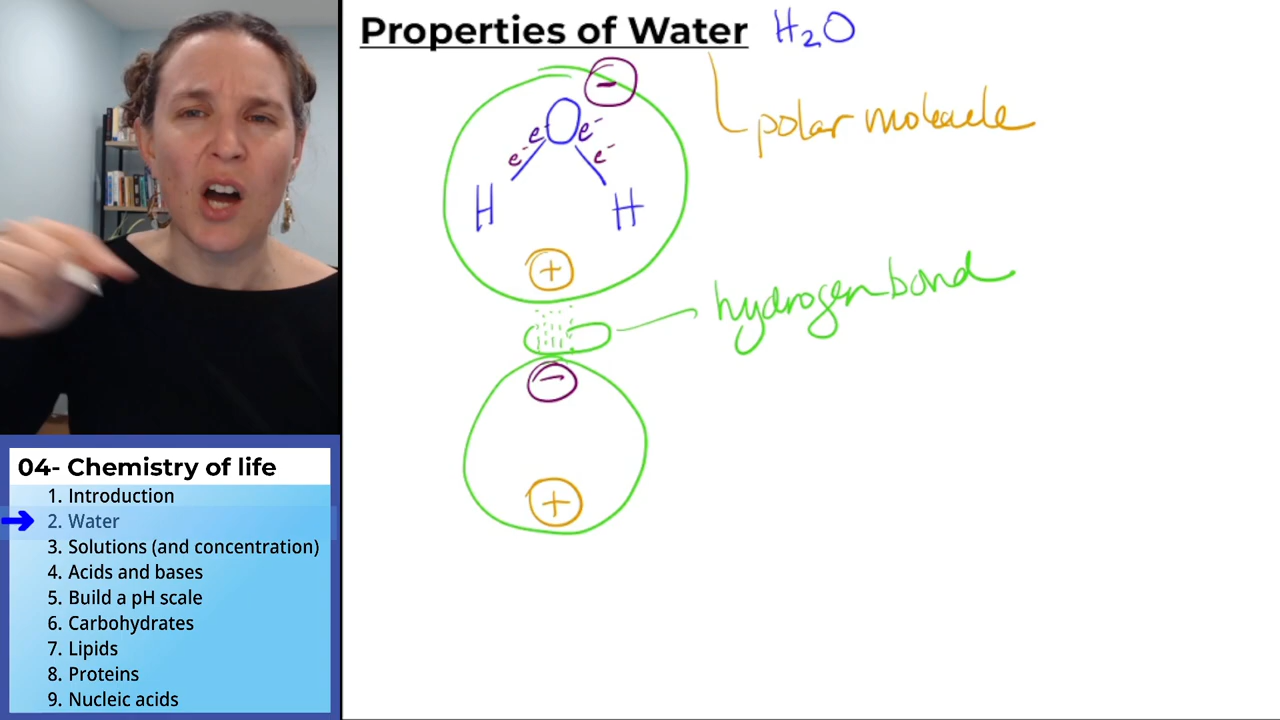 Properties of Water H₂O
polar molecule
-
O
e- e-
e- e-
H H
+
hydrogen bond
-
+
04- Chemistry of life
1. Introduction
2. Water
3. Solutions (and concentration)
4. Acids and bases
5. Build a pH scale
6. Carbohydrates
7. Lipids
8. Proteins
9. Nucleic acids